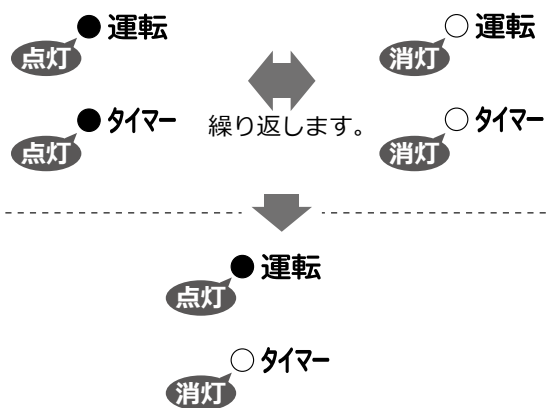 ● 運転
点灯
○ 運転
消灯
● タイマー
点灯
繰り返します。
○ タイマー
消灯
● 運転
点灯
○ タイマー
消灯